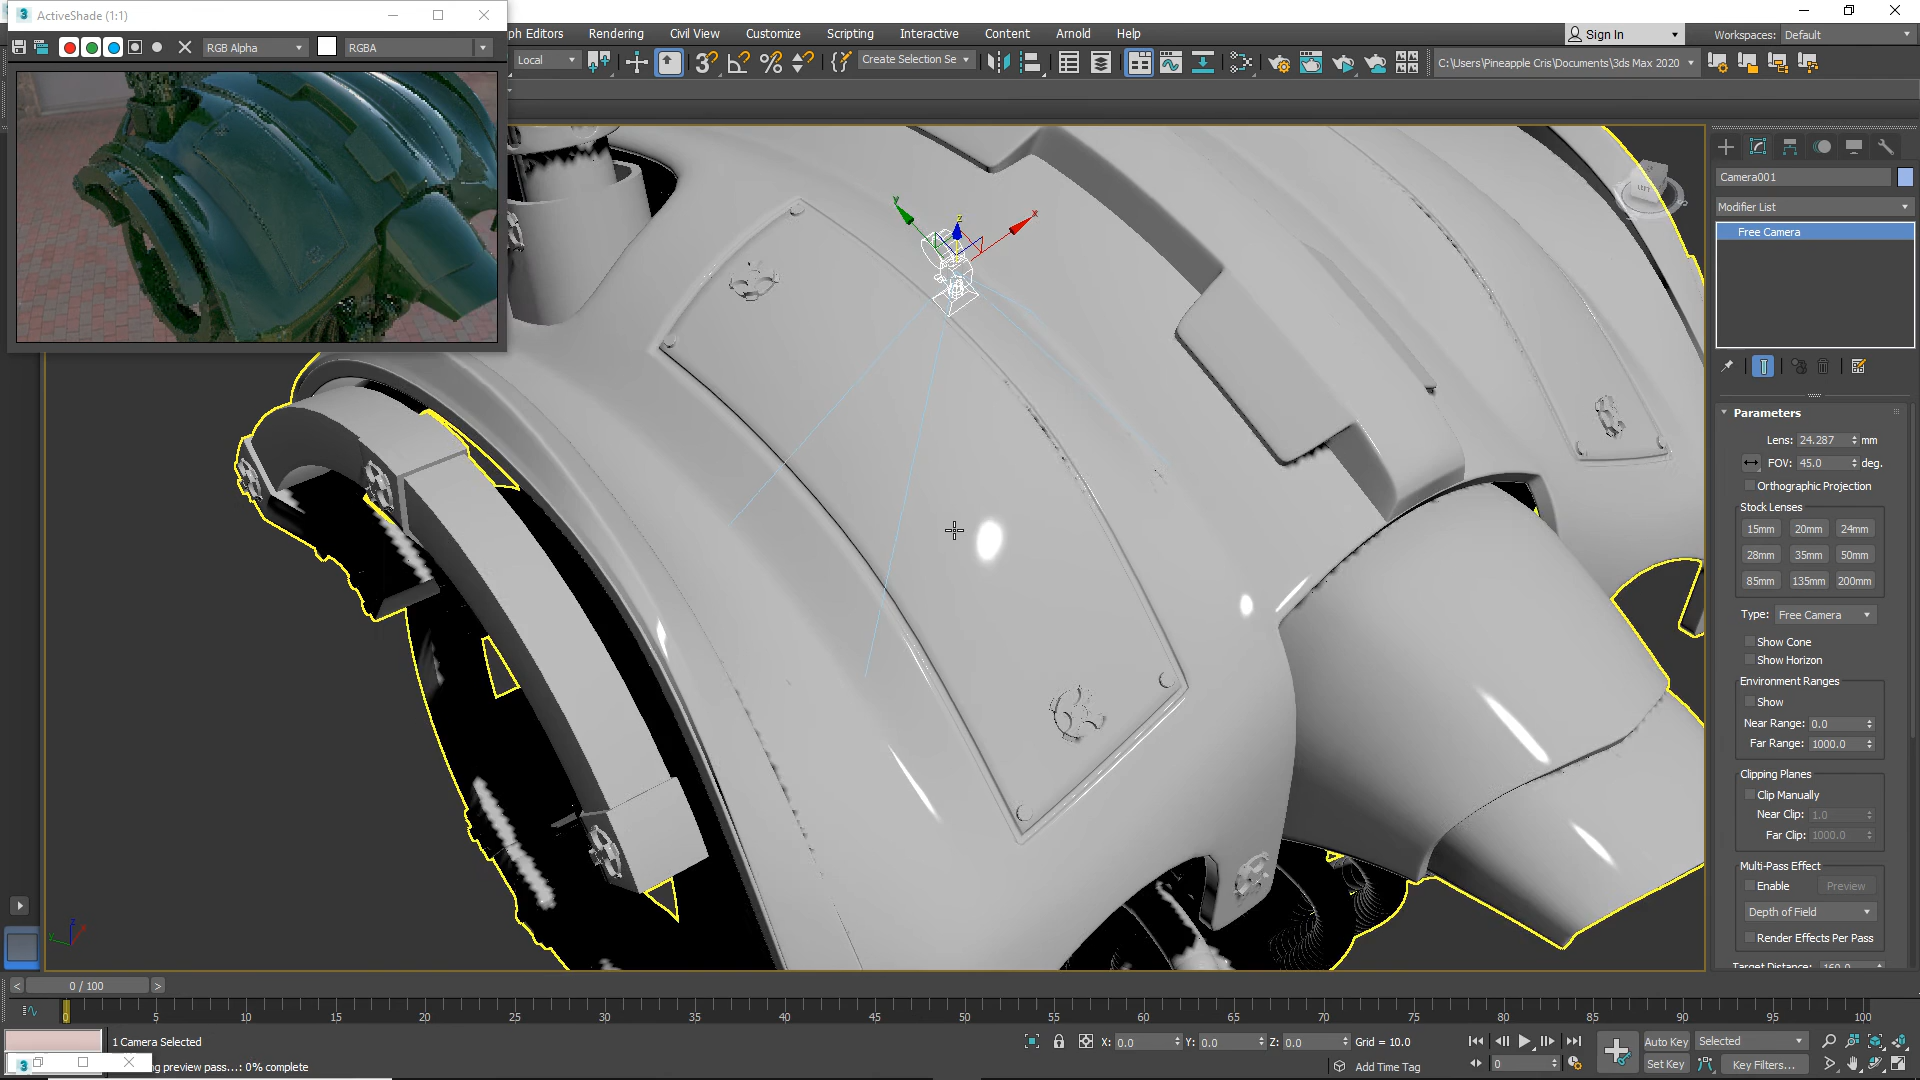 ActiveShade (1:1)
RGB Alpha
RGBA
ph Editors
Rendering
Civil View
Customize
Scripting
Interactive
Content
Arnold
Help
Sign In
Workspaces: Default
Local
Create Selection Se
C:\Users\Pineapple Cris\Documents\3ds Max 2020
Camera001
Modifier List
Free Camera
Parameters
Lens: 24.287 mm
FOV: 45.0 deg.
Orthographic Projection
Stock Lenses
15mm 20mm 24mm
28mm 35mm 50mm
85mm 135mm 200mm
Type: Free Camera
Show Cone
Show Horizon
Environment Ranges
Show
Near Range: 0.0
Far Range: 1000.0
Clipping Planes
Clip Manually
Near Clip: 1.0
Far Clip: 1000.0
Multi-Pass Effect
Enable Preview
Depth of Field
Render Effects Per Pass
Target Distance: 160.0
y z x
z y x
0 / 100
0 5 10 15 20 25 30 35 40 45 50 55 60 65 70 75 80 85 90 95 100
1 Camera Selected
X: 0.0 Y: 0.0 Z: 0.0 Grid = 10.0
Auto Key Selected
ng preview pass...: 0% complete
Add Time Tag
0
Set Key Key Filters...